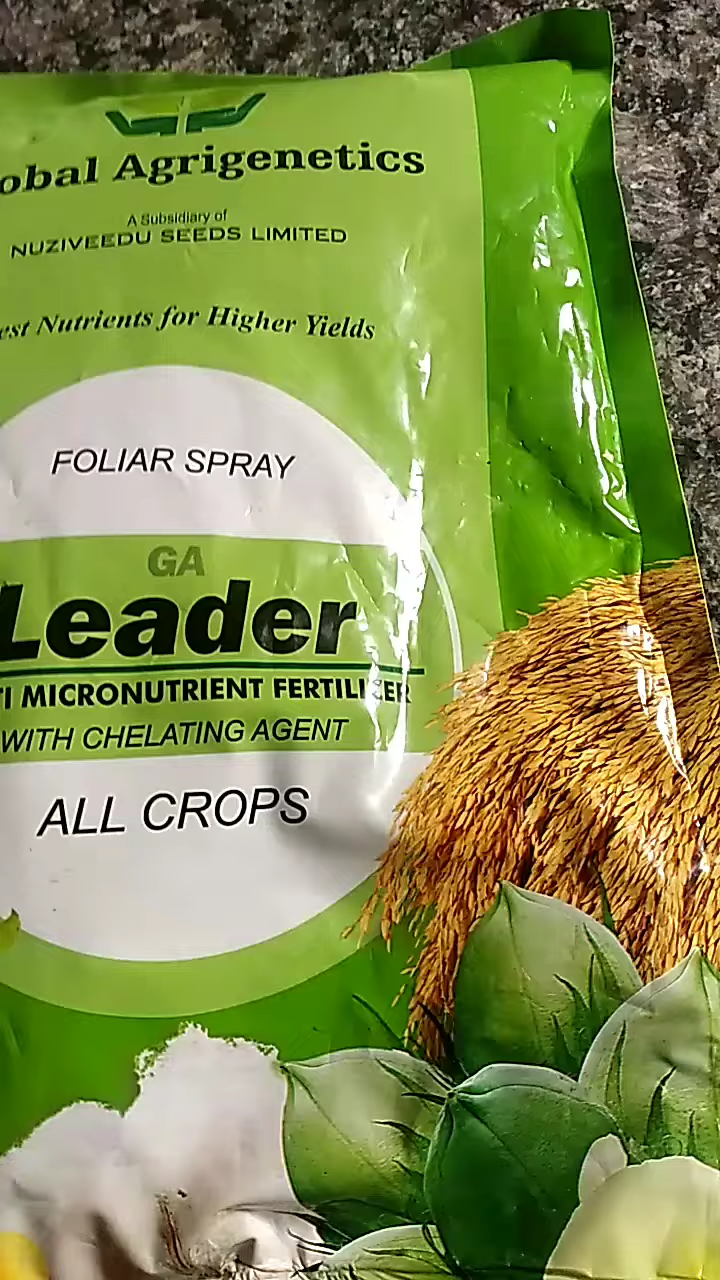 obal Agrigenetics
A Subsidiary of
NUZIVEEDU SEEDS LIMITED
est Nutrients for Higher Yields
FOLIAR SPRAY
GA
Leader
TI MICRONUTRIENT FERTILIZER
WITH CHELATING AGENT
ALL CROPS